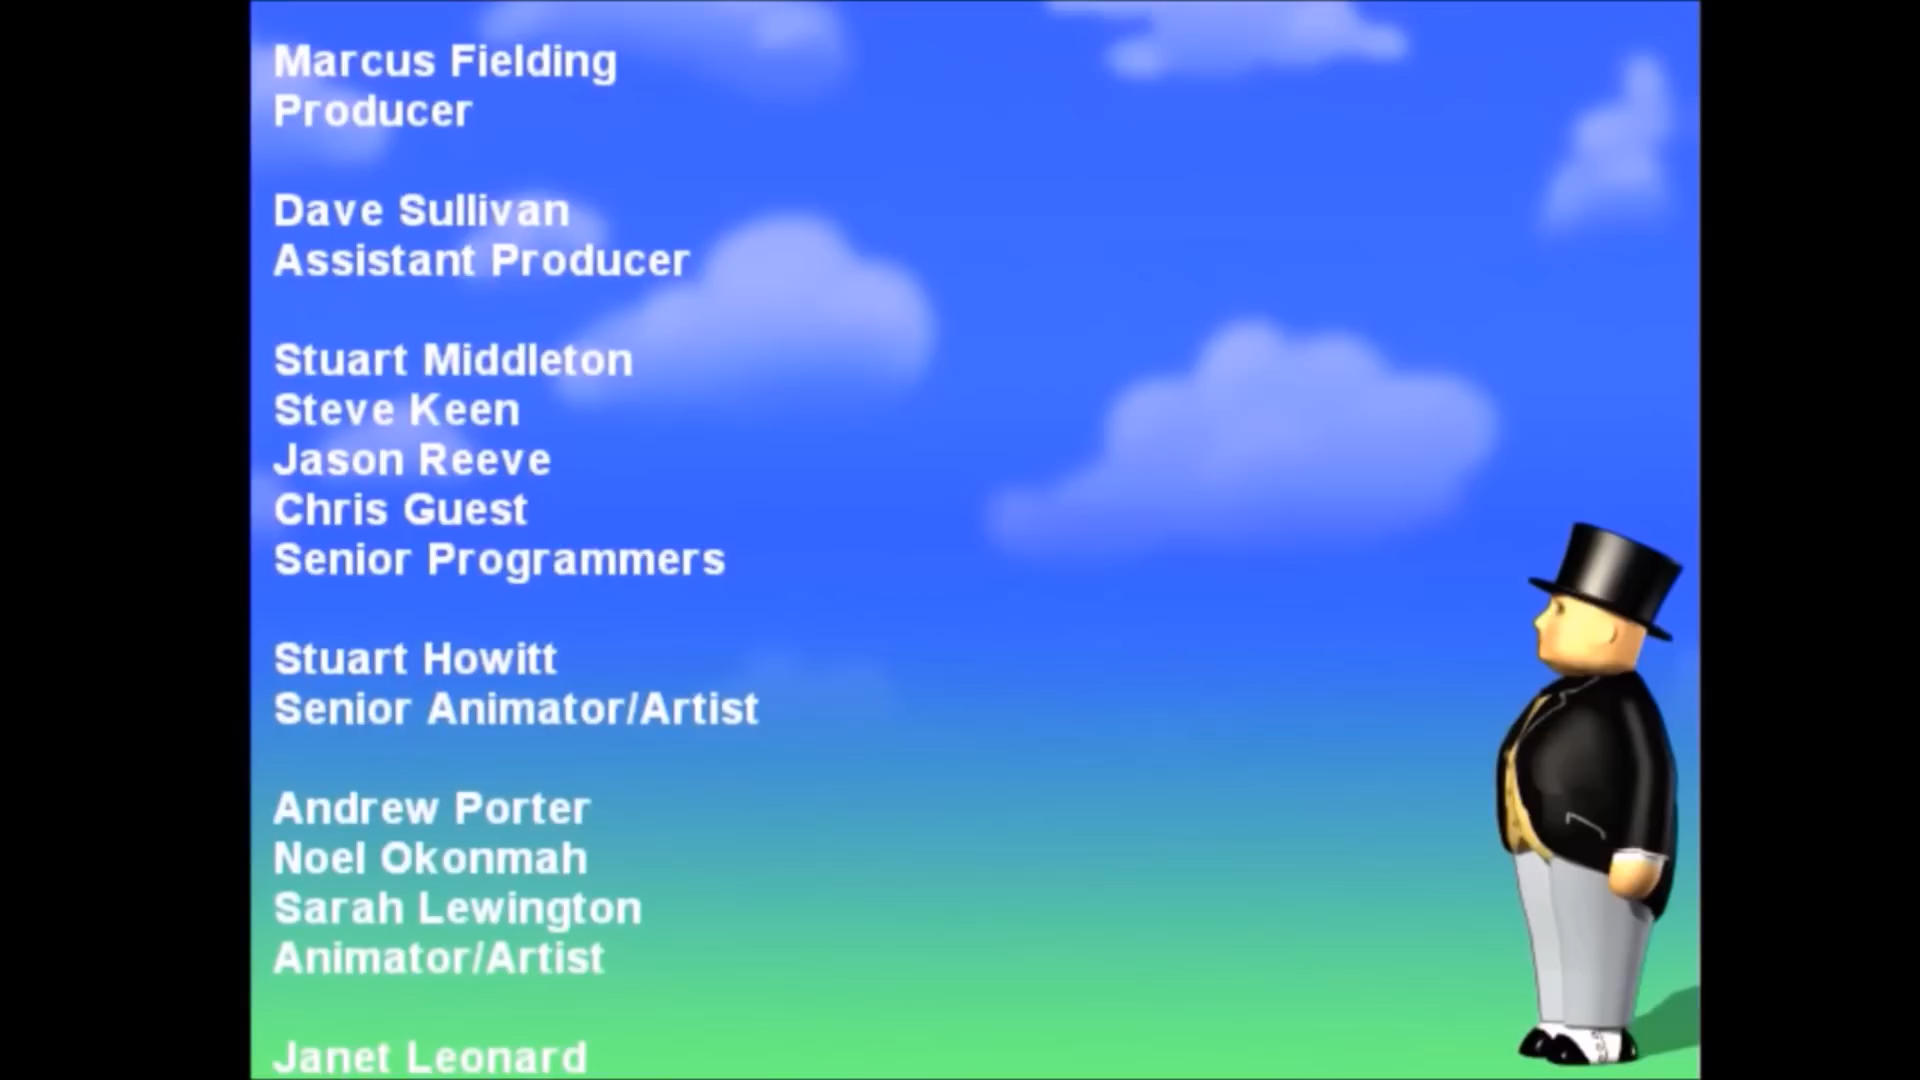 Marcus Fielding
Producer
Dave Sullivan
Assistant Producer
Stuart Middleton
Steve Keen
Jason Reeve
Chris Guest
Senior Programmers
Stuart Howitt
Senior Animator/Artist
Andrew Porter
Noel Okonmah
Sarah Lewington
Animator/Artist
Janet Leonard